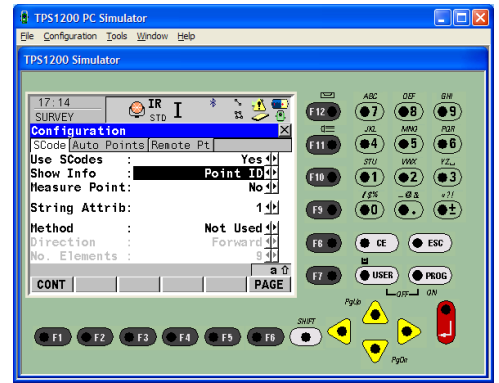 TPS1200 PC Simulator
File Configuration Tools Window Help
TPS1200 Simulator
17:14
SURVEY
IR
STD
I
Configuration
SCode Auto Points Remote Pt
Use SCodes : Yes
Show Info : Point ID
Measure Point: No
String Attrib: 1
Method : Not Used
Direction : Forward
No. Elements : 9
a
CONT PAGE
ABC DEF GHI
F12 7 8 9
JKL MNO PQR
F11 4 5 6
STU VWX YZ_
F10 1 2 3
/$% _@& *?!
F9 0 . ±
F6 CE ESC
F7 USER PROG
OFF ON
PgUp
SHIFT
F1 F2 F3 F4 F5 F6
PgDn